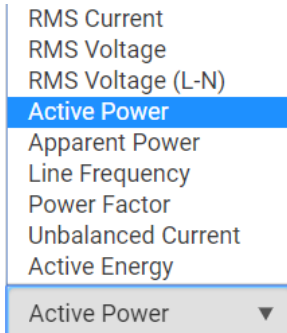 RMS Current
RMS Voltage
RMS Voltage (L-N)
Active Power
Apparent Power
Line Frequency
Power Factor
Unbalanced Current
Active Energy
Active Power